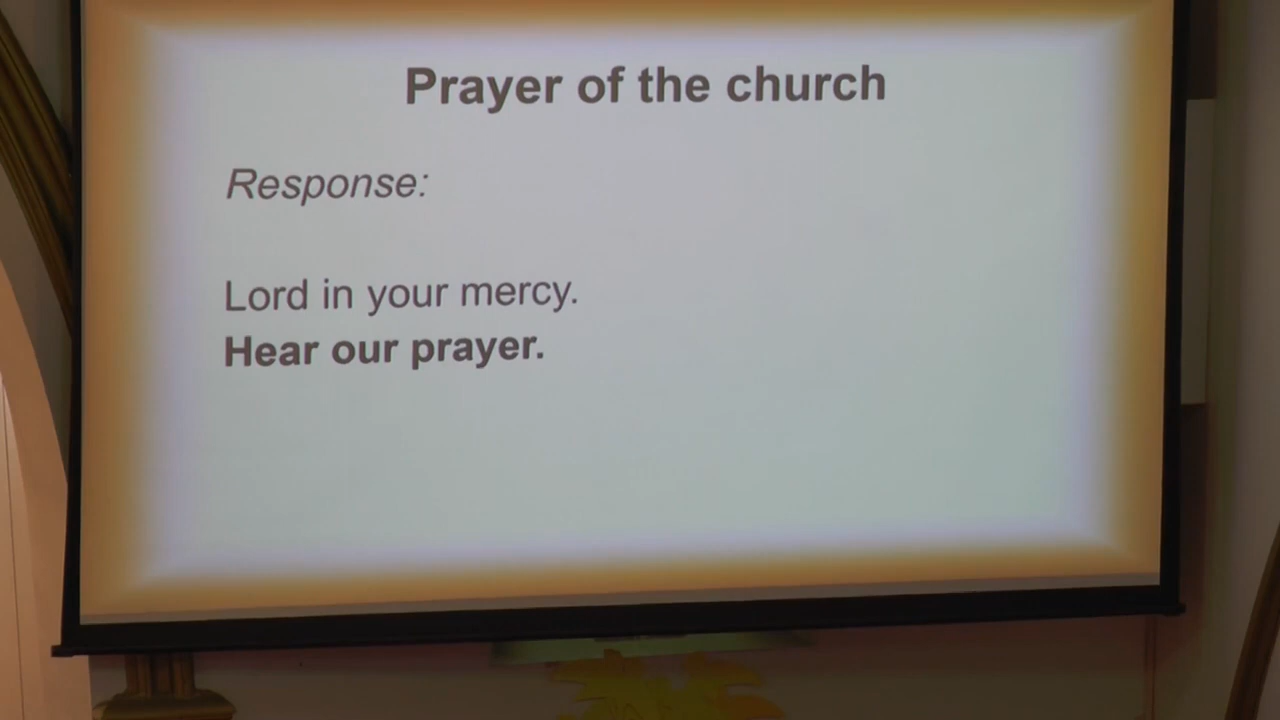 Prayer of the church
Response:
Lord in your mercy.
Hear our prayer.